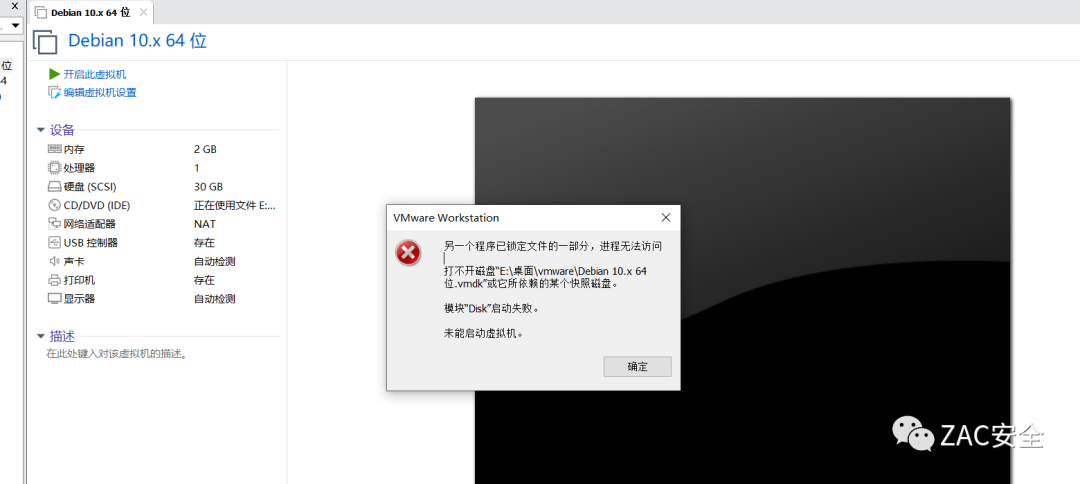 x
Debian 10.x 64 位
Debian 10.x 64 位
位
开启此虚拟机
编辑虚拟机设置
设备
内存 2 GB
处理器 1
硬盘 (SCSI) 30 GB
CD/DVD (IDE) 正在使用文件 E:...
网络适配器 NAT
USB 控制器 存在
声卡 自动检测
打印机 存在
显示器 自动检测
描述
在此处键入对该虚拟机的描述。
VMware Workstation
另一个程序已锁定文件的一部分，进程无法访问
打不开磁盘“E:\桌面\vmware\Debian 10.x 64
位.vmdk”或它所依赖的某个快照磁盘。
模块“Disk”启动失败。
未能启动虚拟机。
确定
ZAC安全